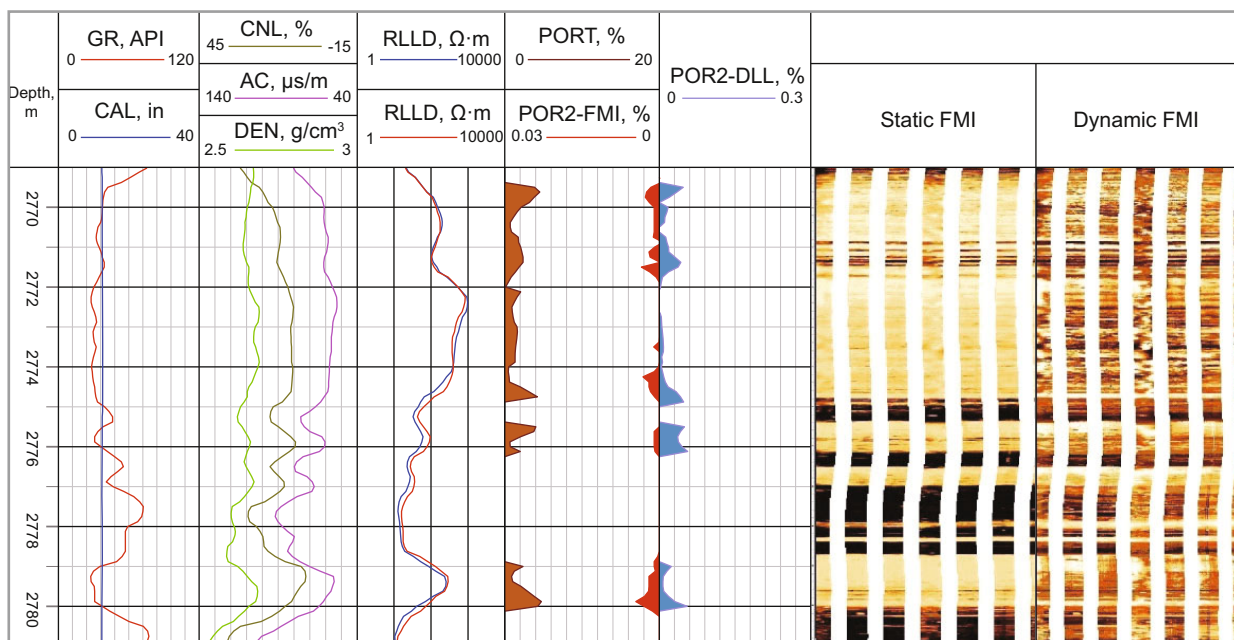 Depth, m
GR, API
0 120
CAL, in
0 40
CNL, %
45 -15
AC, μs/m
140 40
DEN, g/cm³
2.5 3
RLLD, Ω·m
1 10000
RLLD, Ω·m
1 10000
PORT, %
0 20
POR2-FMI, %
0.03 0
POR2-DLL, %
0 0.3
Static FMI
Dynamic FMI
2770
2772
2774
2776
2778
2780